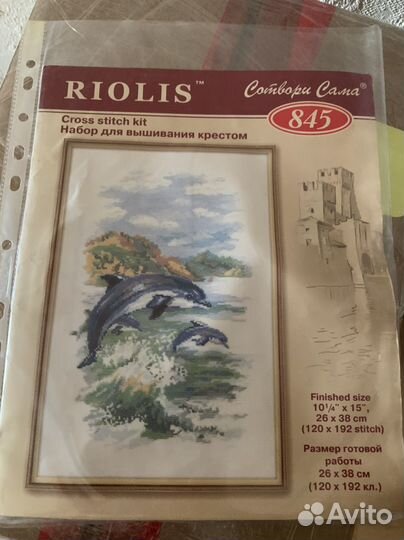 RIOLIS™
Сотвори Сама®
845
Cross stitch kit
Набор для вышивания крестом
Finished size
10¹/₄" x 15",
26 x 38 cm
(120 x 192 stitch)
Размер готовой
работы
26 x 38 см
(120 x 192 кл.)
Avito